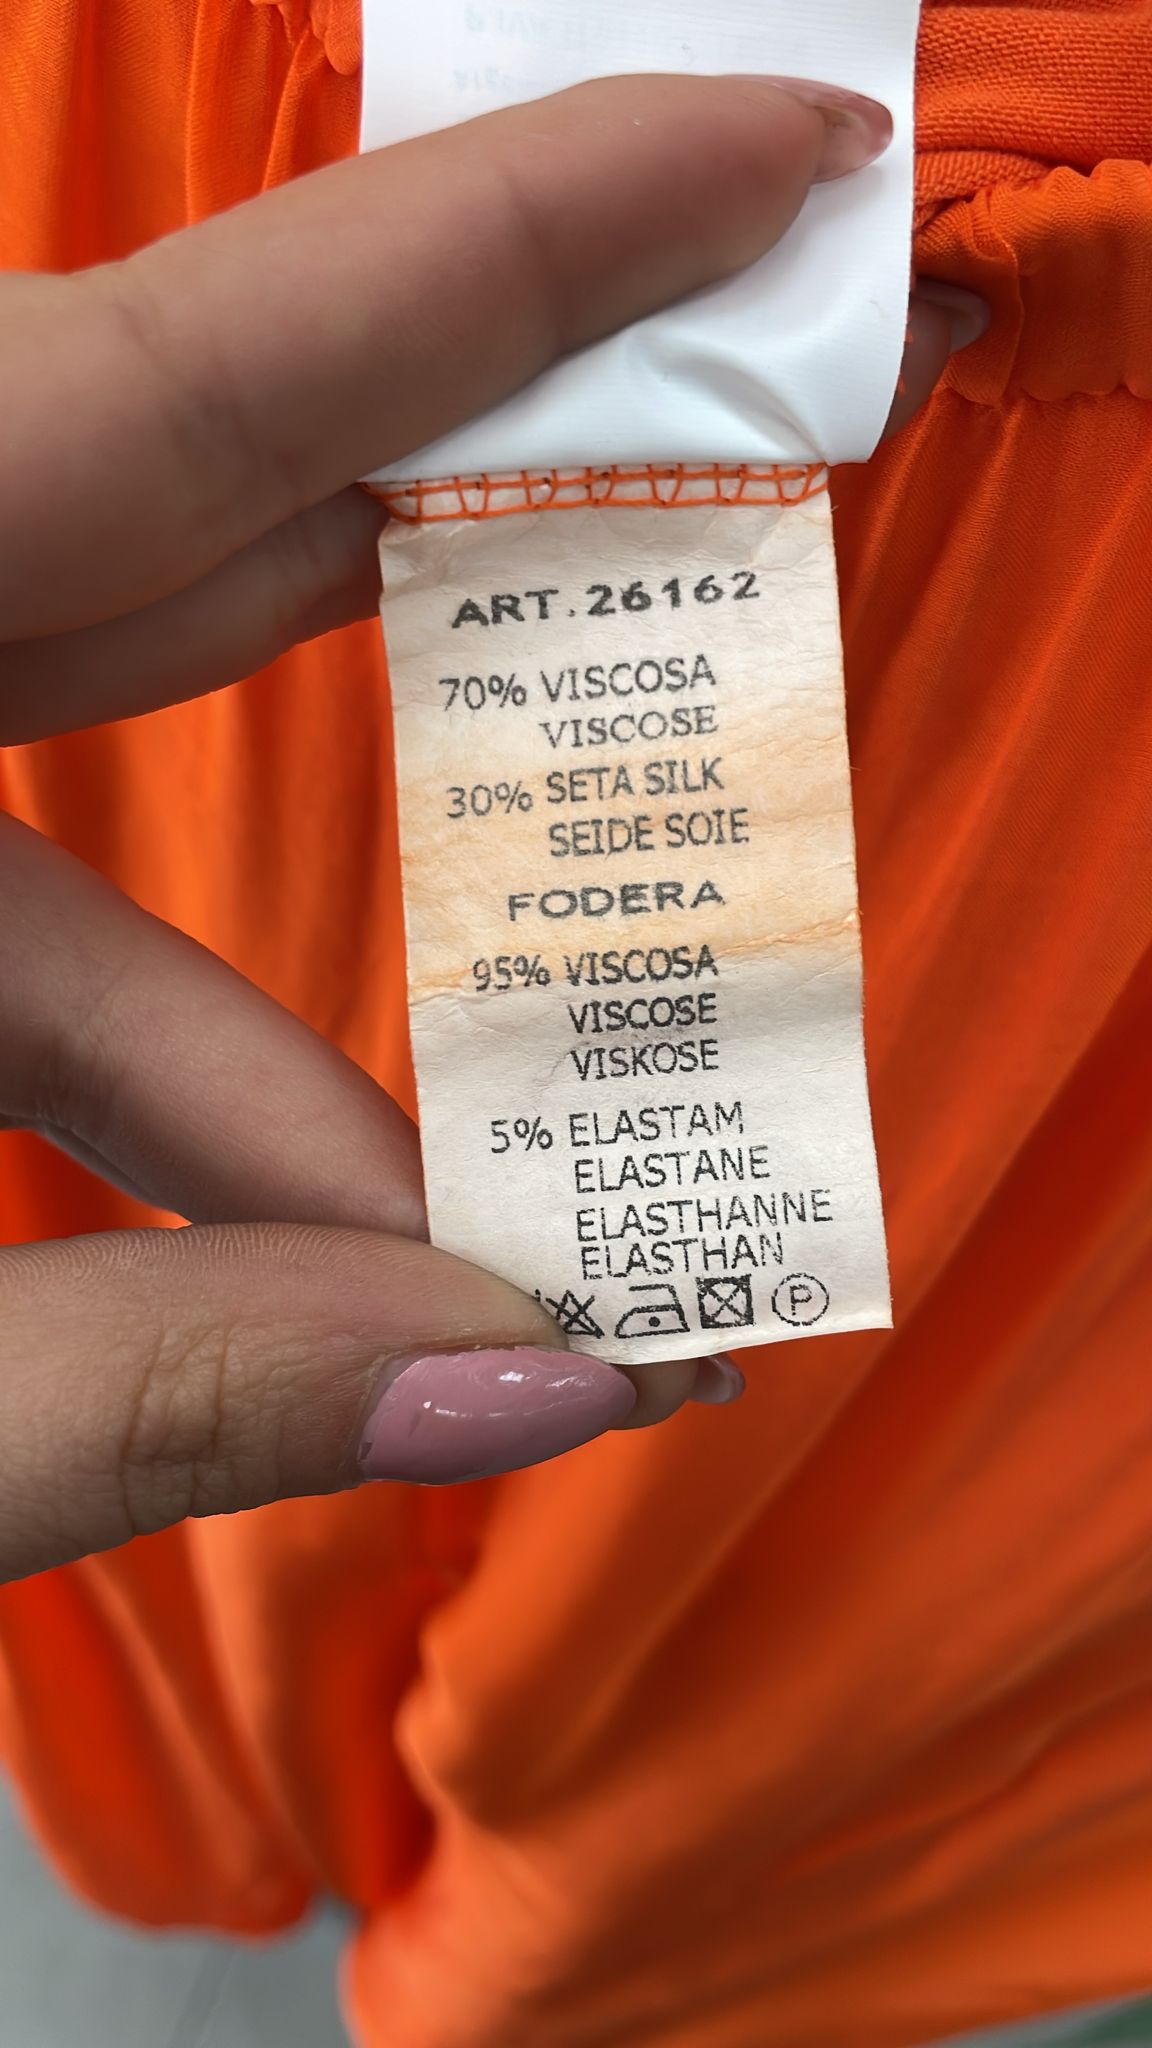 ART.26162
70% VISCOSA
VISCOSE
30% SETA SILK
SEIDE SOIE
FODERA
95% VISCOSA
VISCOSE
VISKOSE
5% ELASTAM
ELASTANE
ELASTHANNE
ELASTHAN
P